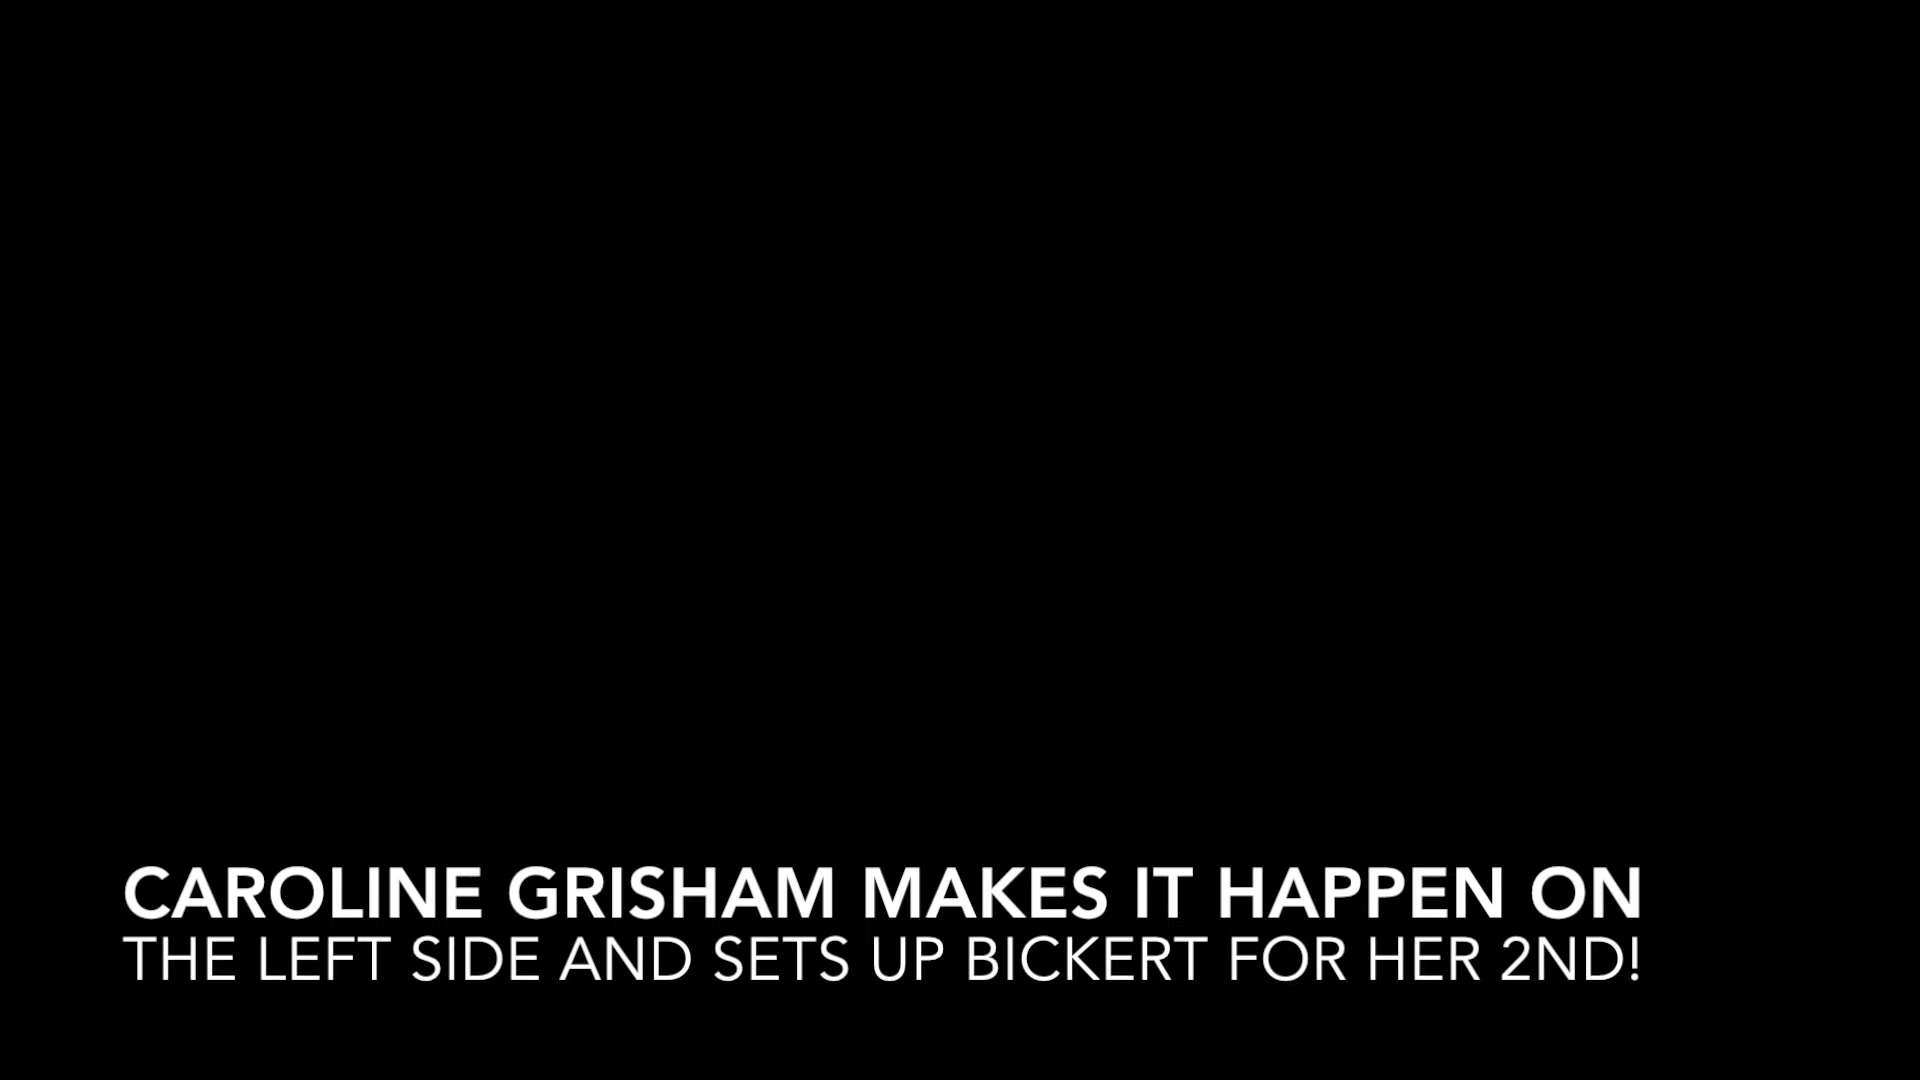 CAROLINE GRISHAM MAKES IT HAPPEN ON
THE LEFT SIDE AND SETS UP BICKERT FOR HER 2ND!